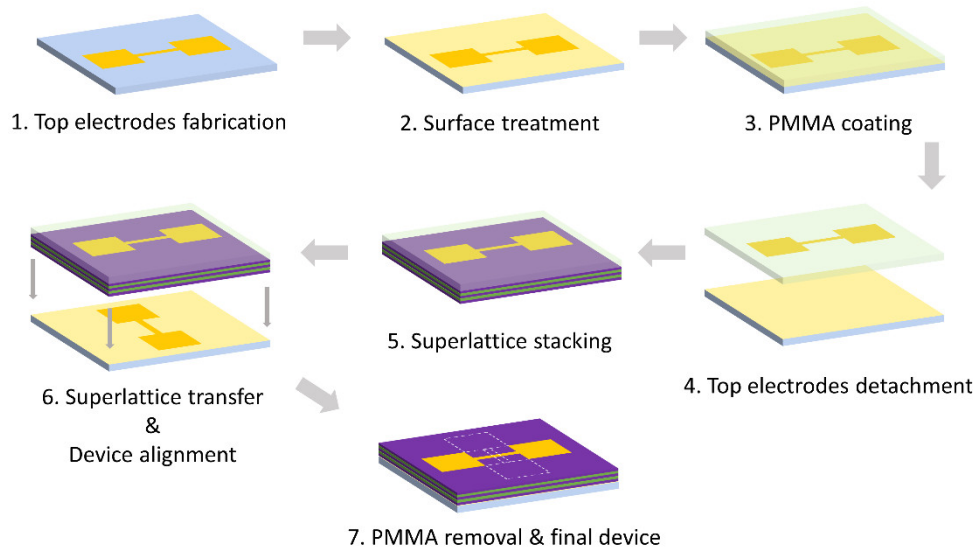 1. Top electrodes fabrication
2. Surface treatment
3. PMMA coating
4. Top electrodes detachment
5. Superlattice stacking
6. Superlattice transfer
&
Device alignment
7. PMMA removal & final device